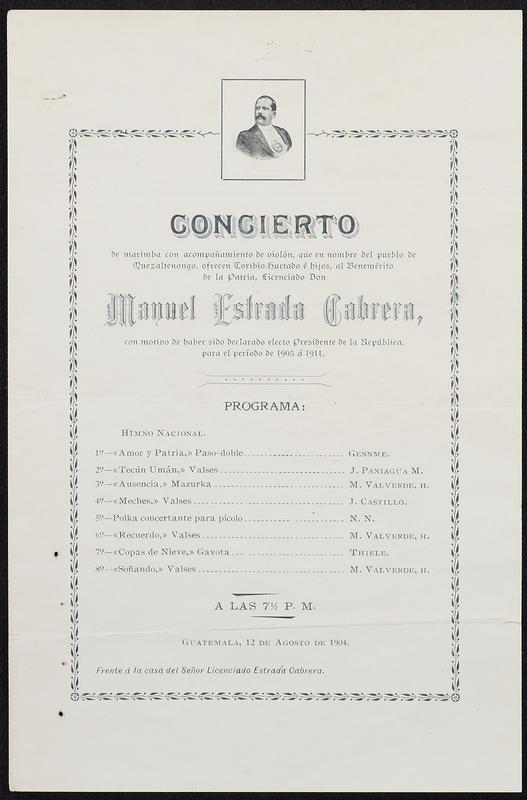 CONCIERTO
de marimba con acompañamiento de violón, que en nombre del pueblo de
Quezaltenango, ofrecen Toribio Hurtado é hijos, al Benemérito
de la Patria, Licenciado Don
Manuel Estrada Cabrera,
con motivo de haber sido declarado electo Presidente de la República,
para el período de 1905 á 1911.
PROGRAMA:
HIMNO NACIONAL.
1º—«Amor y Patria,» Paso-doble GENNME.
2º—«Tecún Umán,» Valses J. PANIAGUA M.
3º—«Ausencia,» Mazurka M. VALVERDE, H.
4º—«Meches,» Valses J. CASTILLO.
5º—Polka concertante para pícolo N. N.
6º—«Recuerdo,» Valses M. VALVERDE, H.
7º—«Copas de Nieve,» Gavota THIELE.
8º—«Soñando,» Valses M. VALVERDE, H.
A LAS 7½ P. M.
GUATEMALA, 12 DE AGOSTO DE 1904.
Frente á la casa del Señor Licenciado Estrada Cabrera.